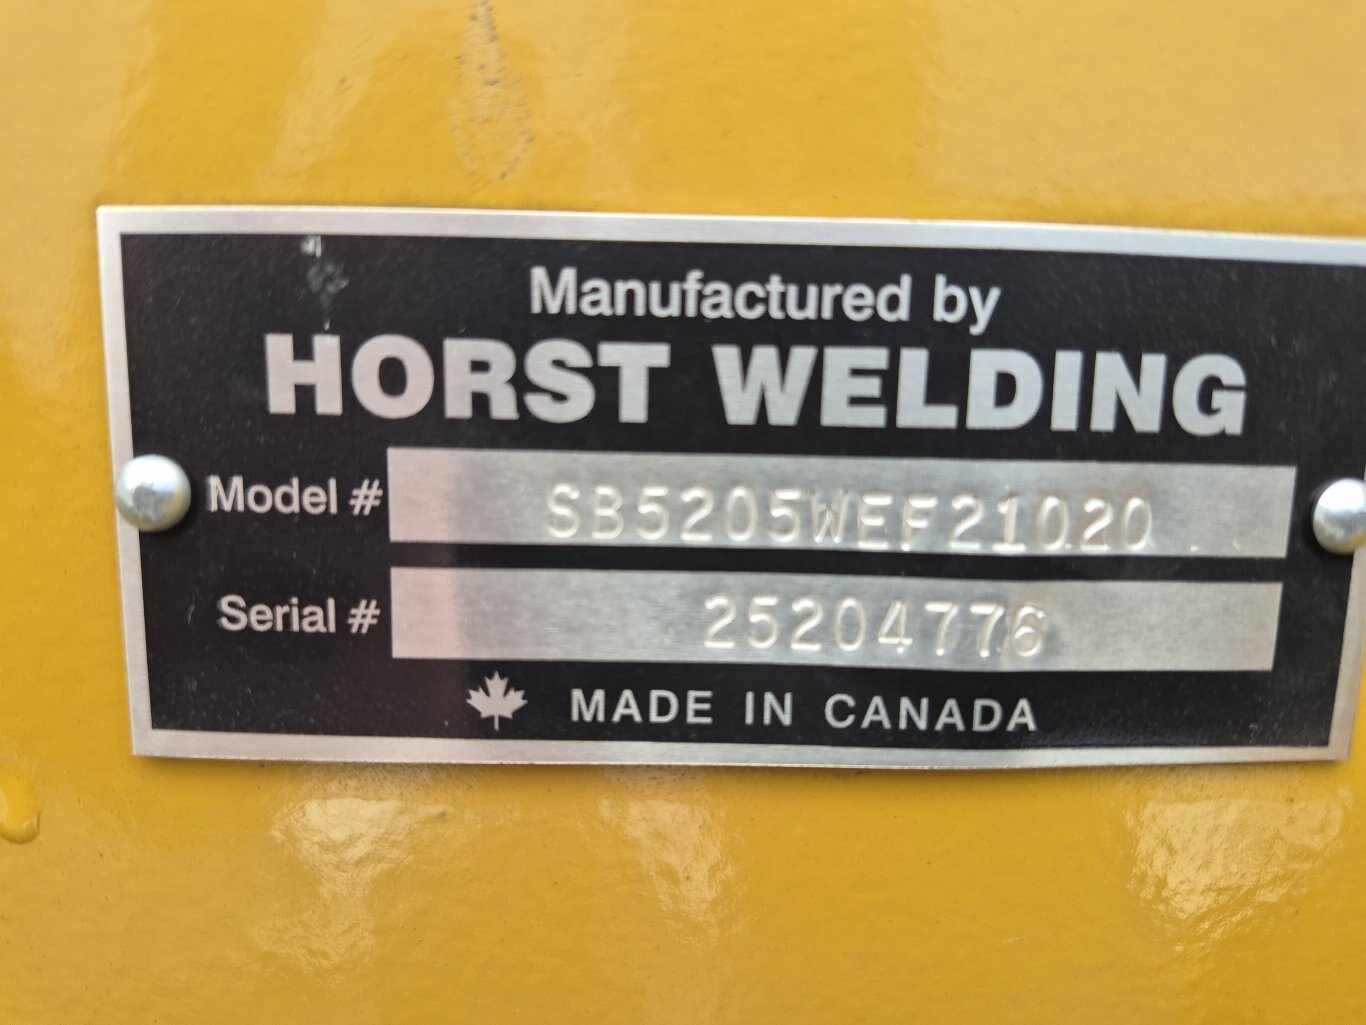 Manufactured by
HORST WELDING
Model # SB5205WEF21020
Serial # 25204776
MADE IN CANADA